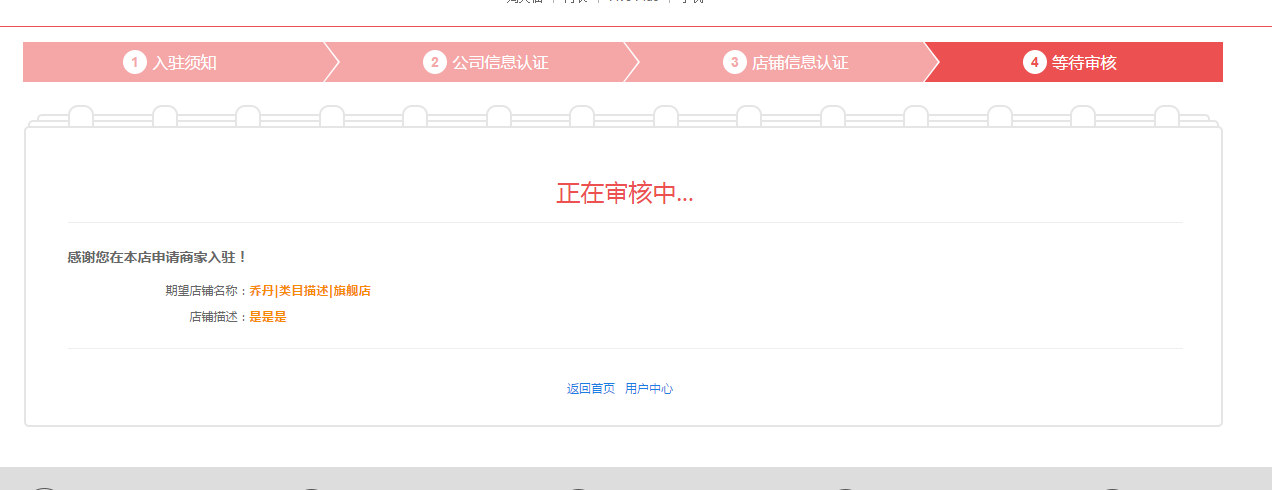 1 入驻须知
2 公司信息认证
3 店铺信息认证
4 等待审核
正在审核中...
感谢您在本店申请商家入驻！
期望店铺名称：乔丹|类目描述|旗舰店
店铺描述：是是是
返回首页 用户中心